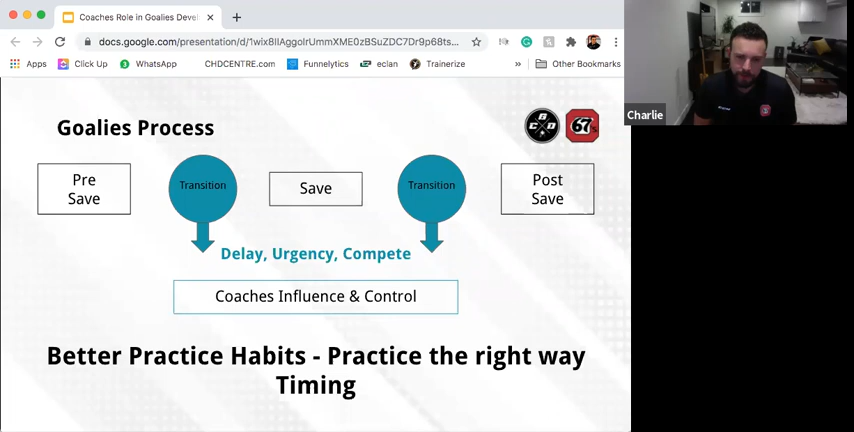 Coaches Role in Goalies Devel
docs.google.com/presentation/d/1wix8IIAggolrUmmXME0zBSuZDC7Dr9p68ts...
Apps Click Up WhatsApp CHDCENTRE.com Funnelytics eclan Trainerize » Other Bookmarks
Charlie
Goalies Process
67's
Pre
Save
Transition
Save
Transition
Post
Save
Delay, Urgency, Compete
Coaches Influence & Control
Better Practice Habits - Practice the right way
Timing